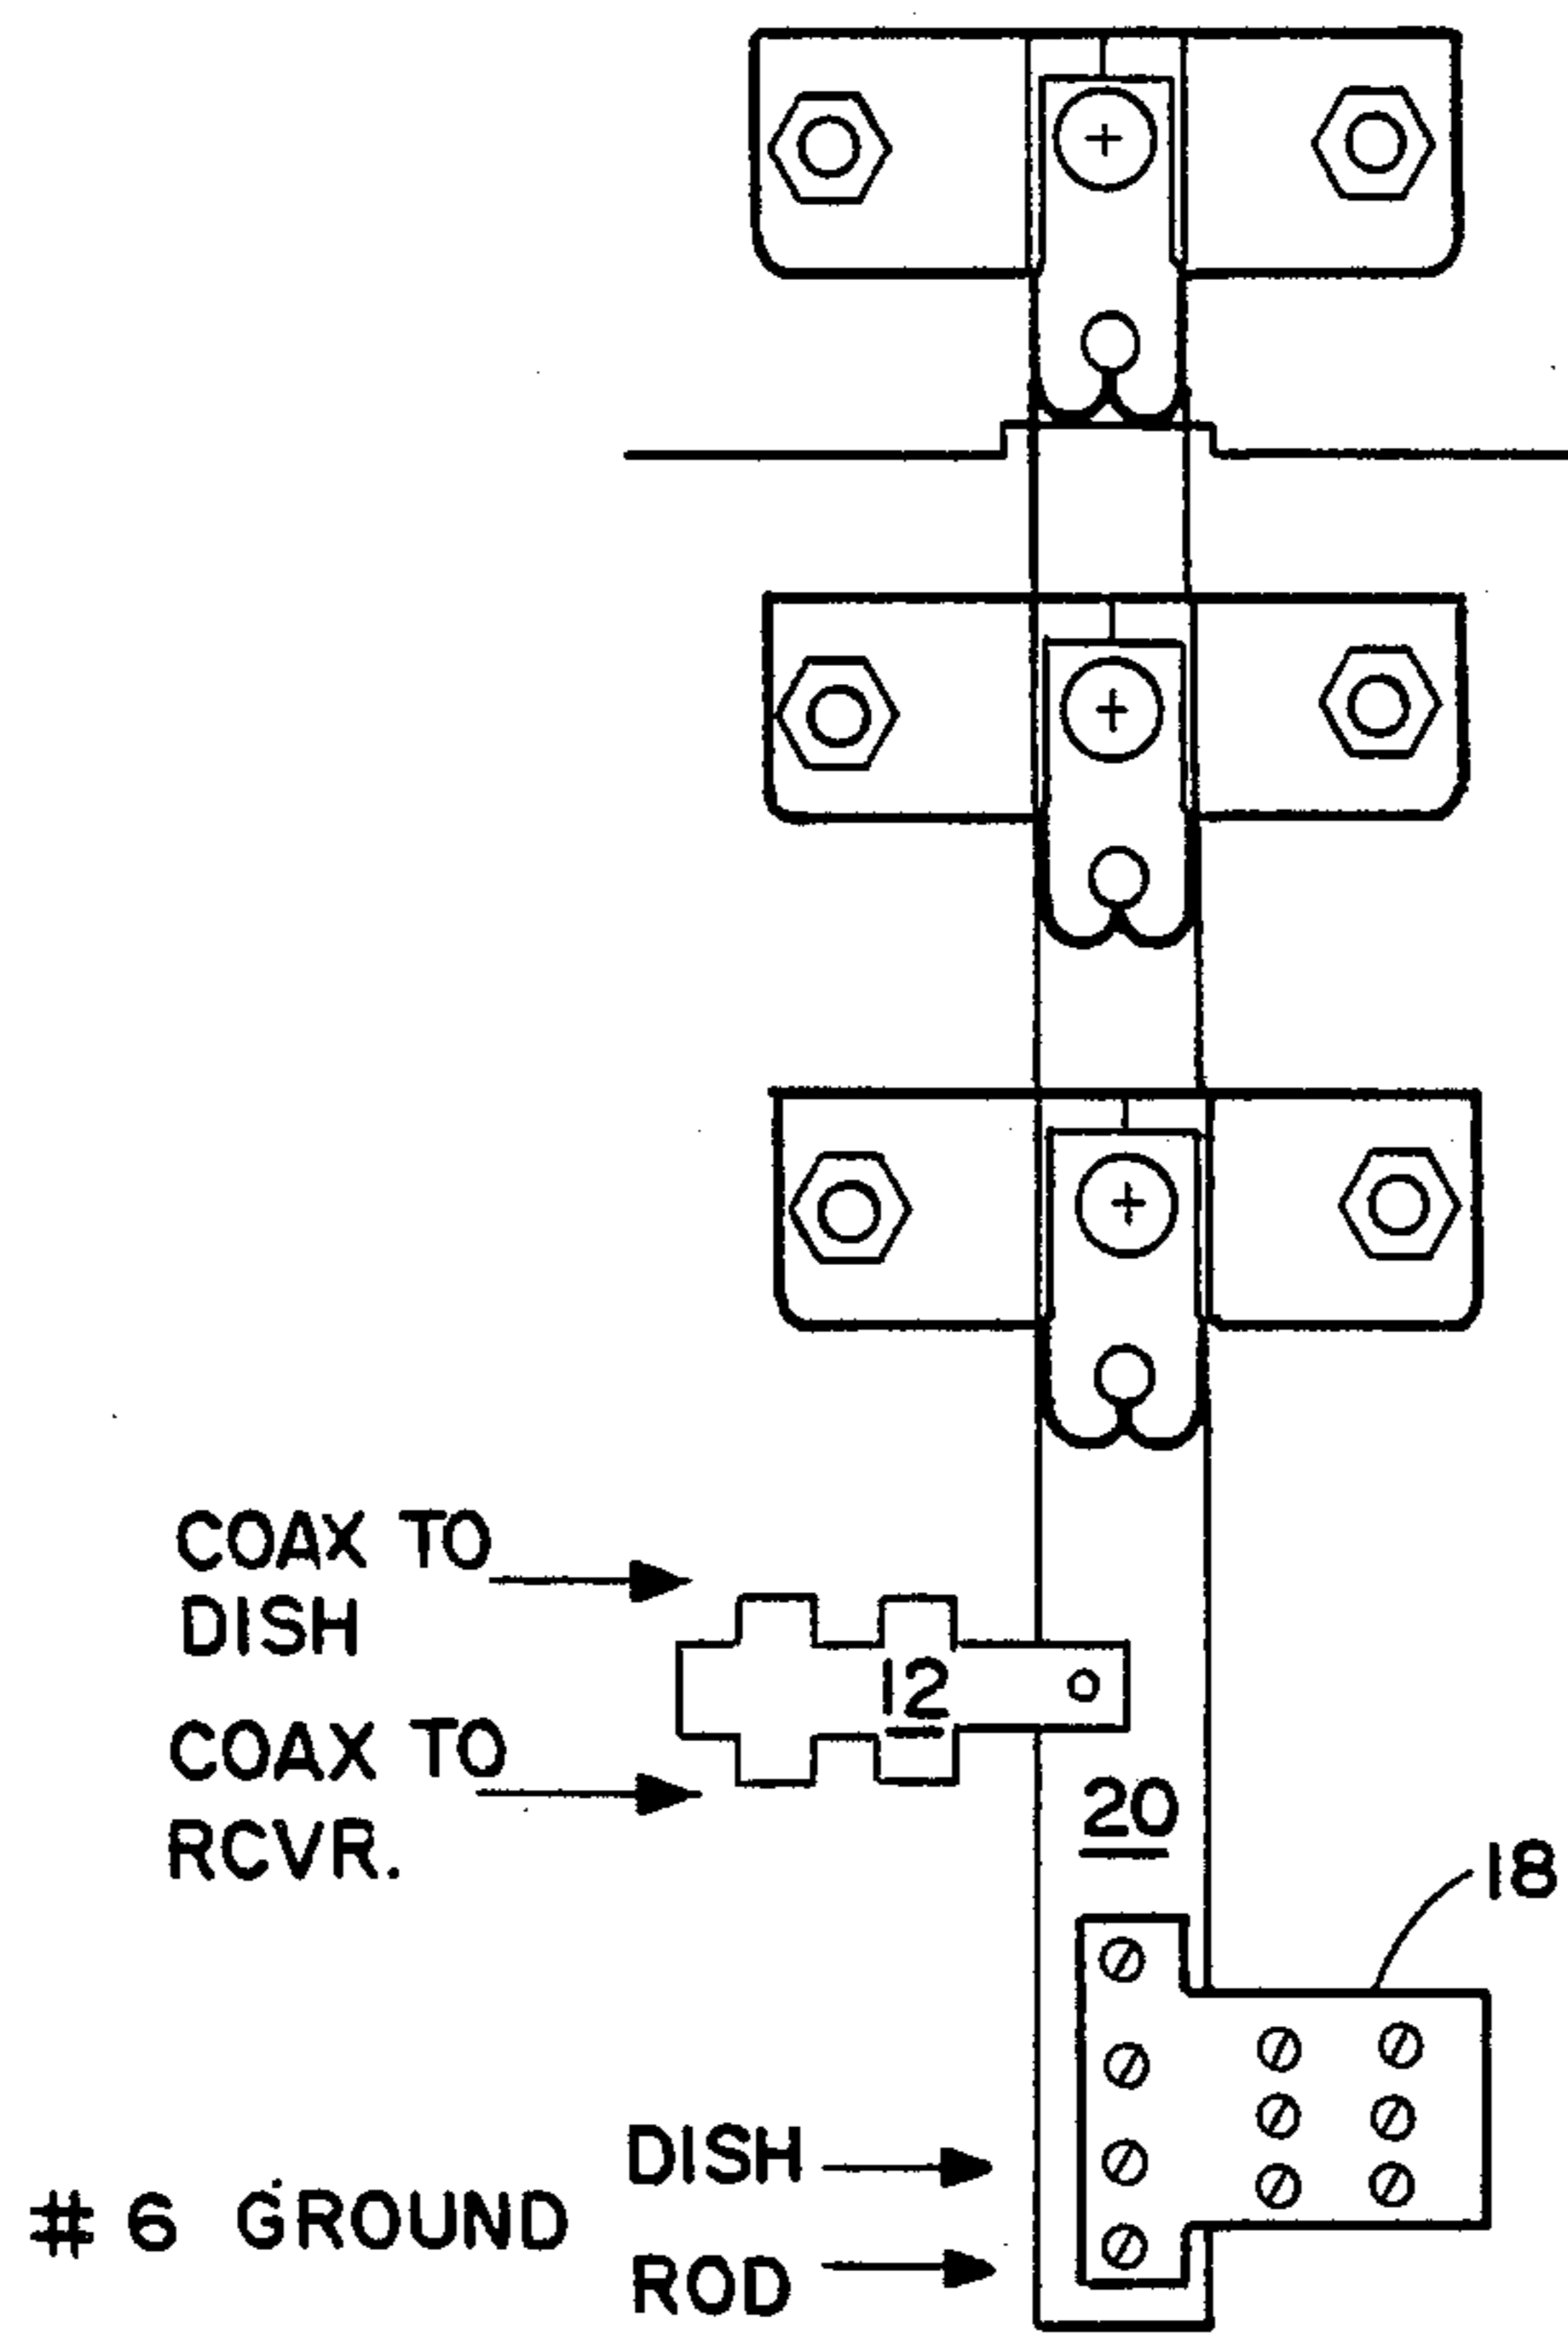 COAX TO
DISH
12
COAX TO
RCVR.
20
18
DISH
# 6 GROUND
ROD